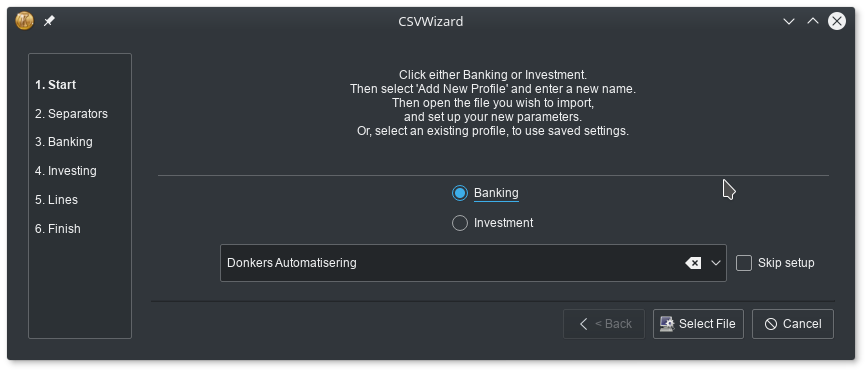 CSVWizard
1. Start
2. Separators
3. Banking
4. Investing
5. Lines
6. Finish
Click either Banking or Investment.
Then select 'Add New Profile' and enter a new name.
Then open the file you wish to import,
and set up your new parameters.
Or, select an existing profile, to use saved settings.
Banking
Investment
Donkers Automatisering
Skip setup
< Back
Select File
Cancel